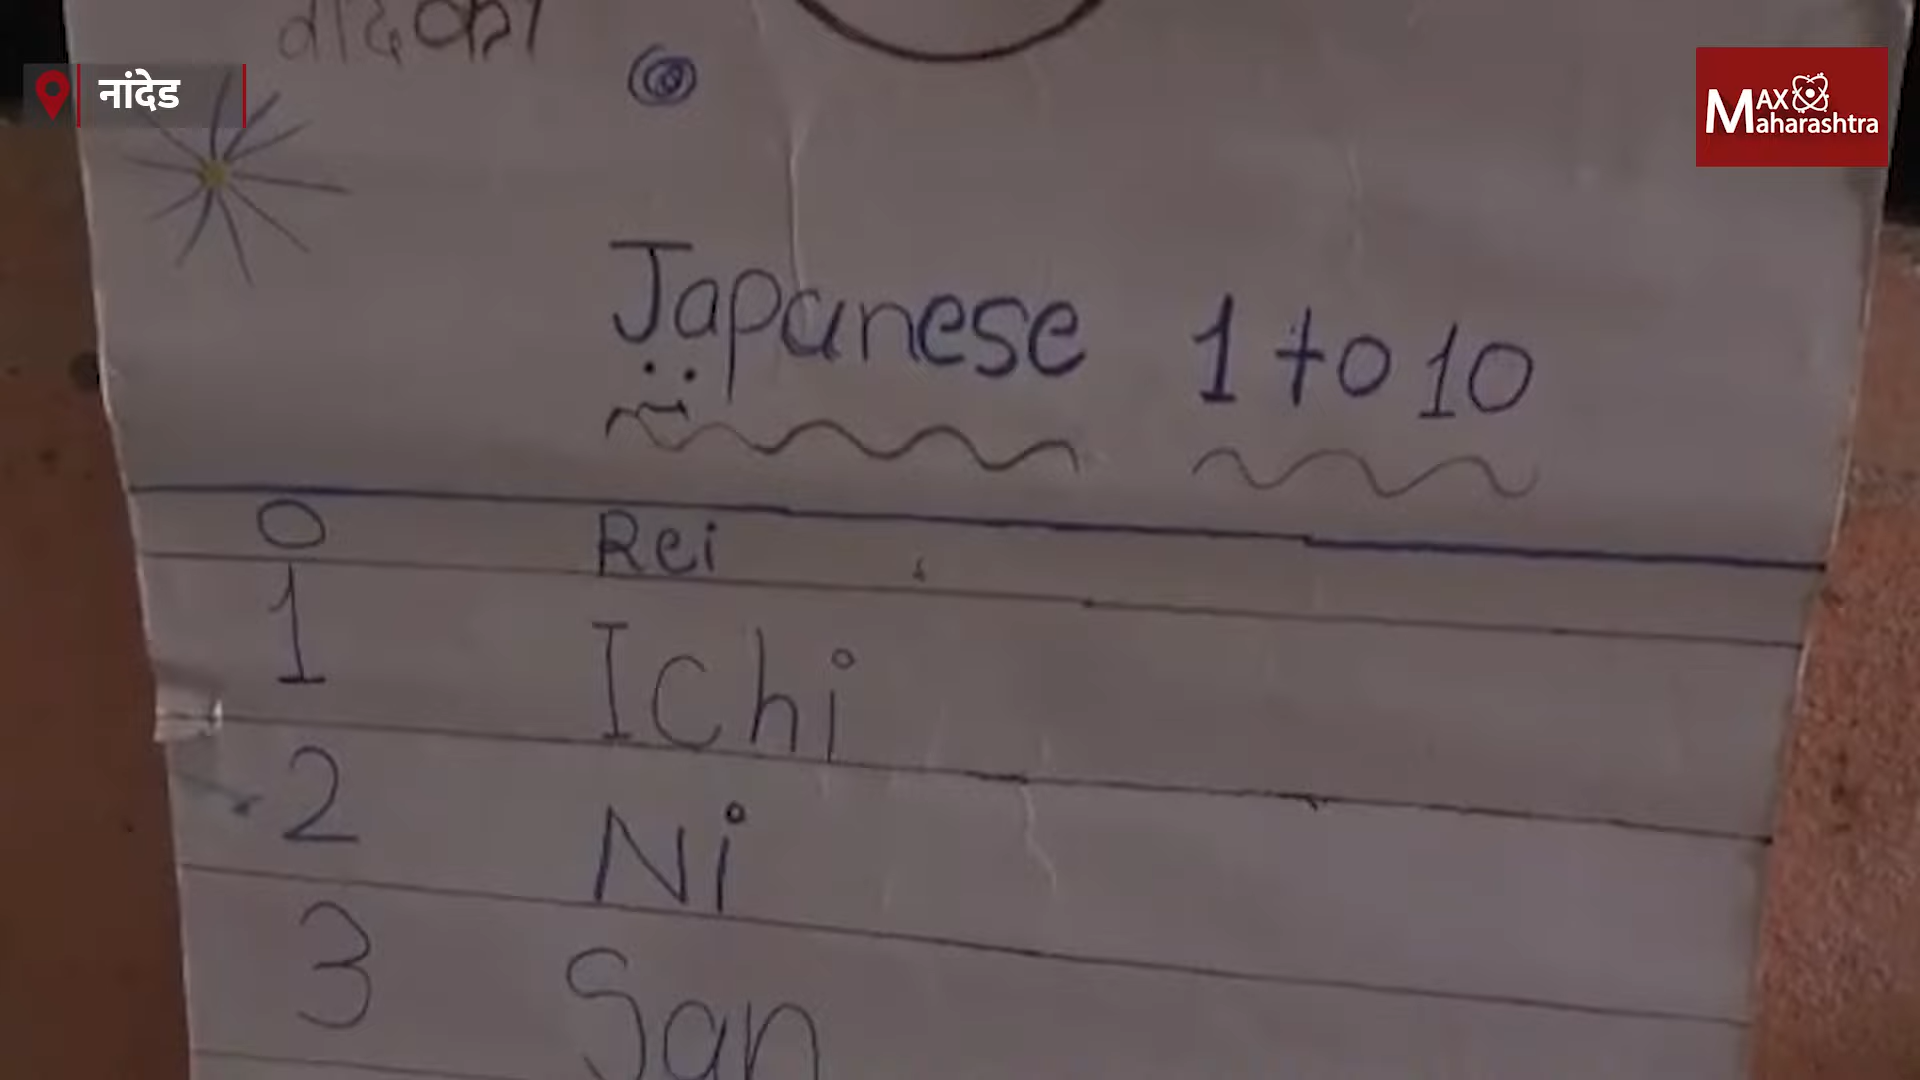 नांदेड
MAX
Maharashtra
Japanese 1 to 10
0 Rei
1 Ichi
2 Ni
3 San